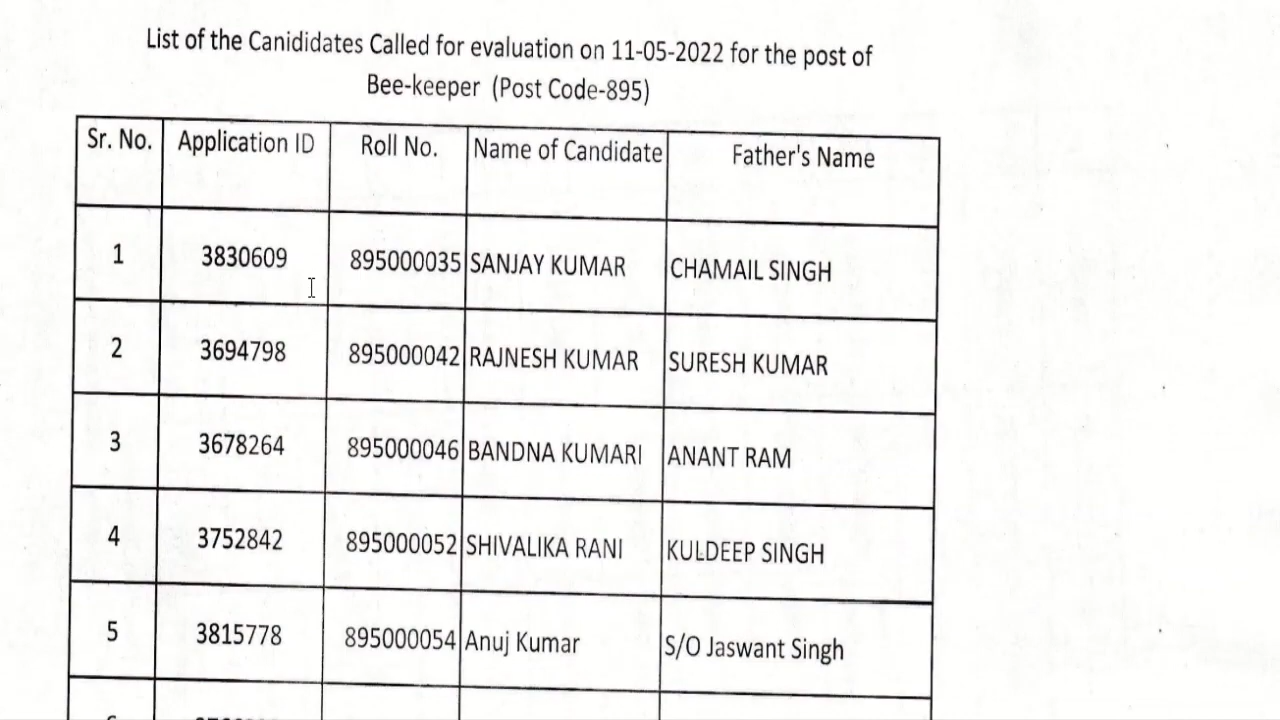 List of the Canididates Called for evaluation on 11-05-2022 for the post of
Bee-keeper (Post Code-895)
Sr. No. Application ID Roll No. Name of Candidate Father's Name
1 3830609 895000035 SANJAY KUMAR CHAMAIL SINGH
2 3694798 895000042 RAJNESH KUMAR SURESH KUMAR
3 3678264 895000046 BANDNA KUMARI ANANT RAM
4 3752842 895000052 SHIVALIKA RANI KULDEEP SINGH
5 3815778 895000054 Anuj Kumar S/O Jaswant Singh